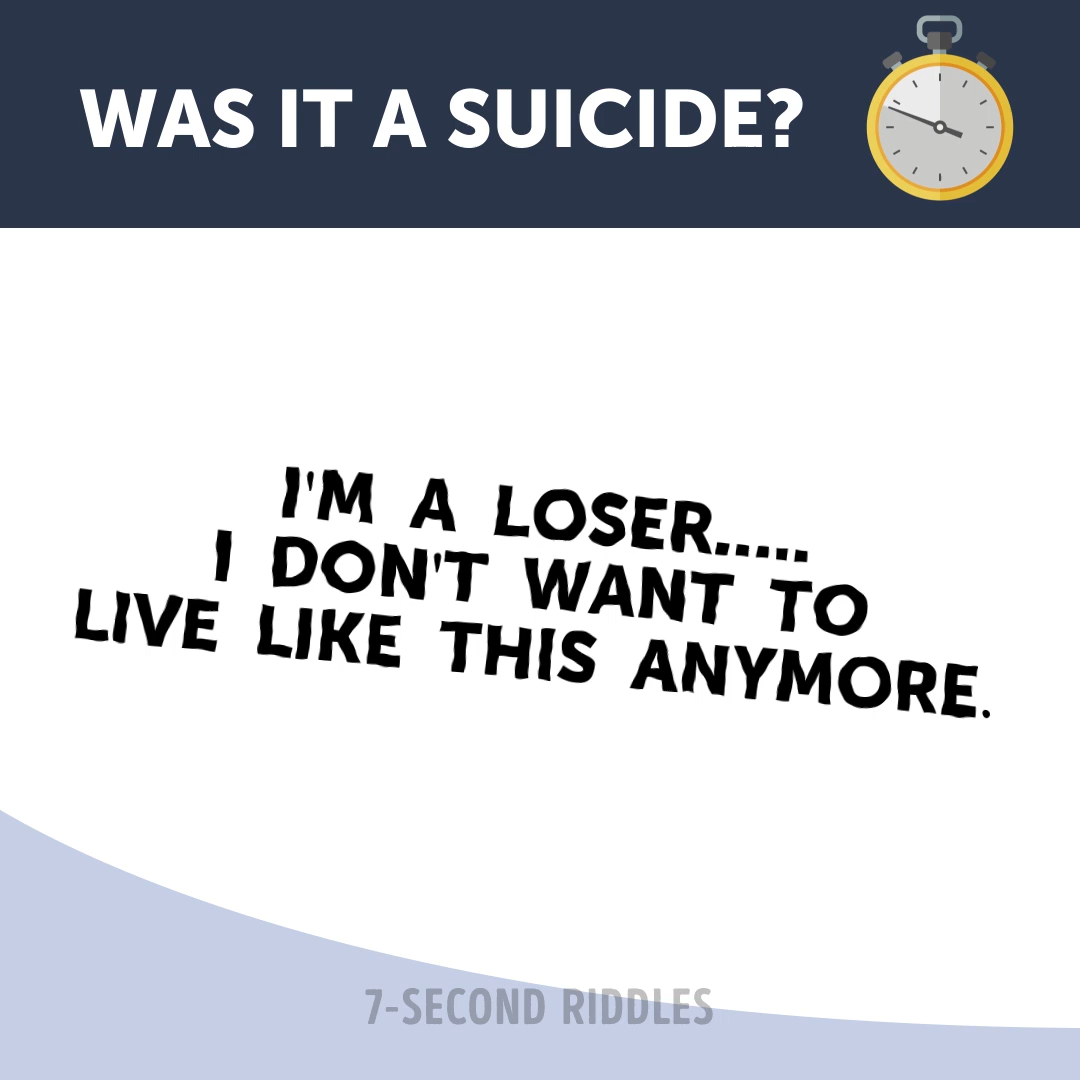 WAS IT A SUICIDE?
I'M A LOSER.....
I DON'T WANT TO
LIVE LIKE THIS ANYMORE.
7-SECOND RIDDLES